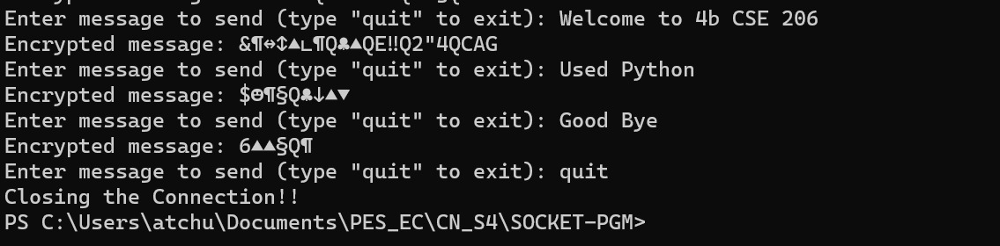 Enter message to send (type "quit" to exit): Welcome to 4b CSE 206
Encrypted message: &¶↔↕▲∟¶Q♣▲QE‼Q2"4QCAG
Enter message to send (type "quit" to exit): Used Python
Encrypted message: $☻¶§Q♣↓▲▼
Enter message to send (type "quit" to exit): Good Bye
Encrypted message: 6▲▲§Q¶
Enter message to send (type "quit" to exit): quit
Closing the Connection!!
PS C:\Users\atchu\Documents\PES_EC\CN_S4\SOCKET-PGM>